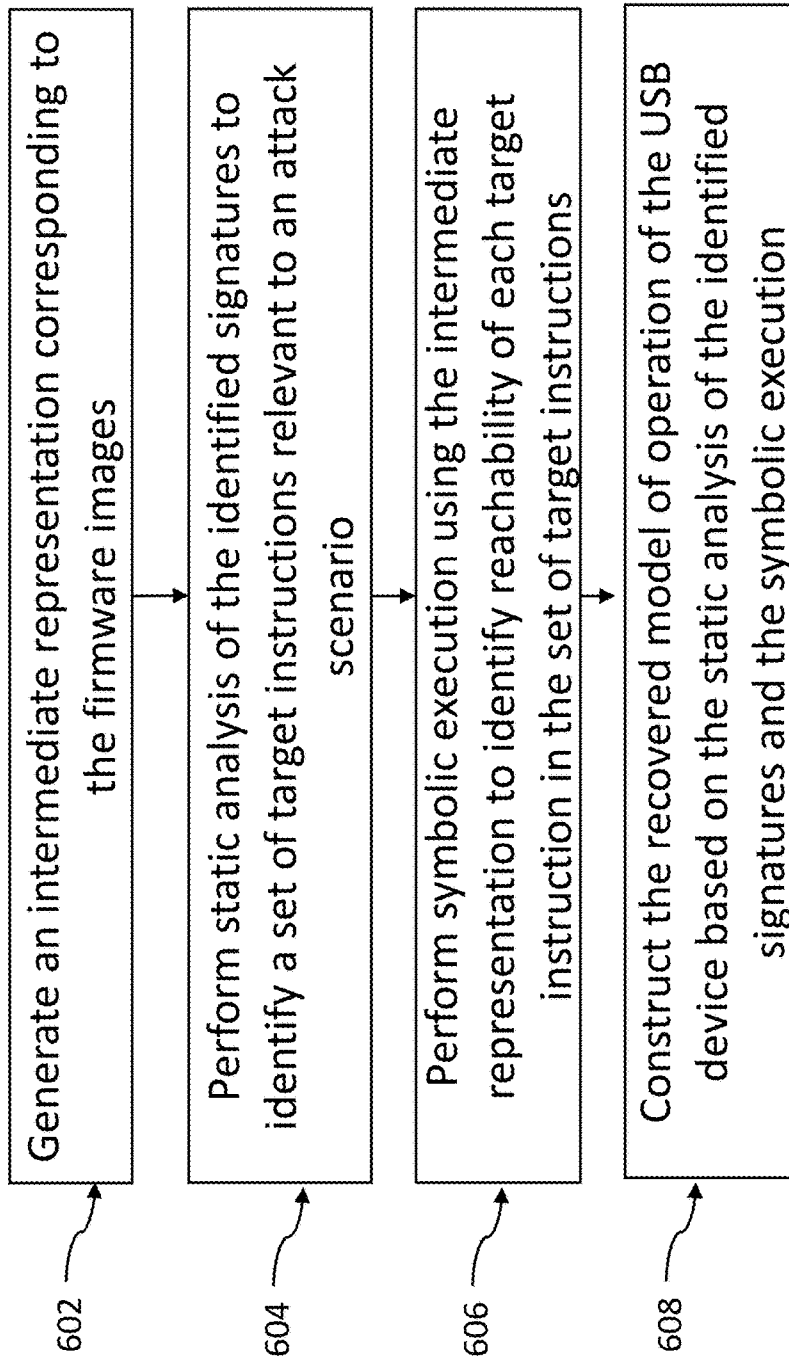 602
Generate an intermediate representation corresponding to
the firmware images
604
Perform static analysis of the identified signatures to
identify a set of target instructions relevant to an attack
scenario
606
Perform symbolic execution using the intermediate
representation to identify reachability of each target
instruction in the set of target instructions
608
Construct the recovered model of operation of the USB
device based on the static analysis of the identified
signatures and the symbolic execution